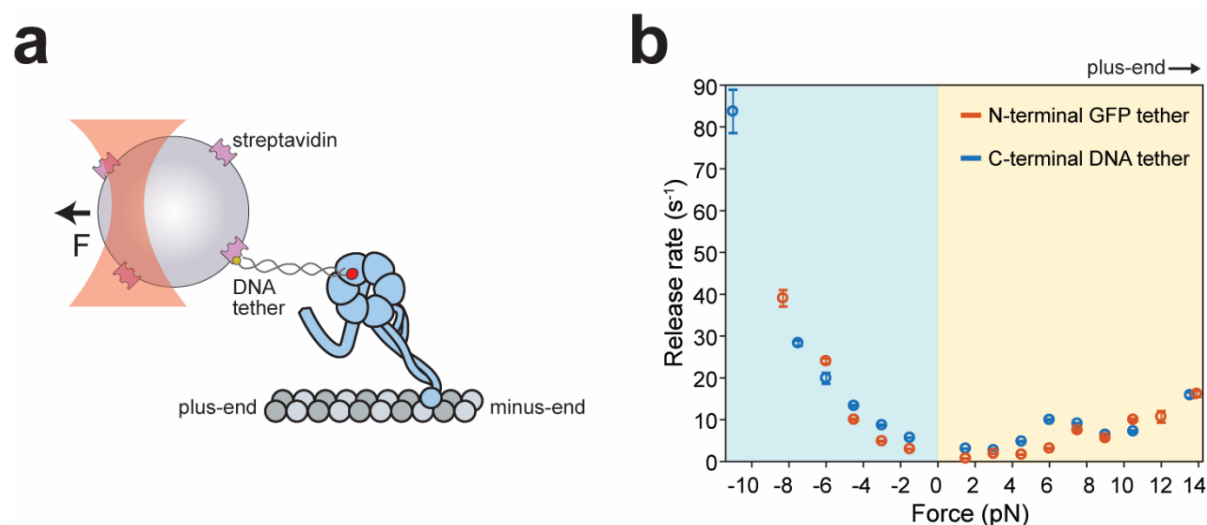 a
streptavidin
F
DNA
tether
plus-end
minus-end
b
plus-end
N-terminal GFP tether
C-terminal DNA tether
Release rate (s⁻¹)
90
80
70
60
50
40
30
20
10
0
-10 -8 -6 -4 -2 0 2 4 6 8 10 12 14
Force (pN)